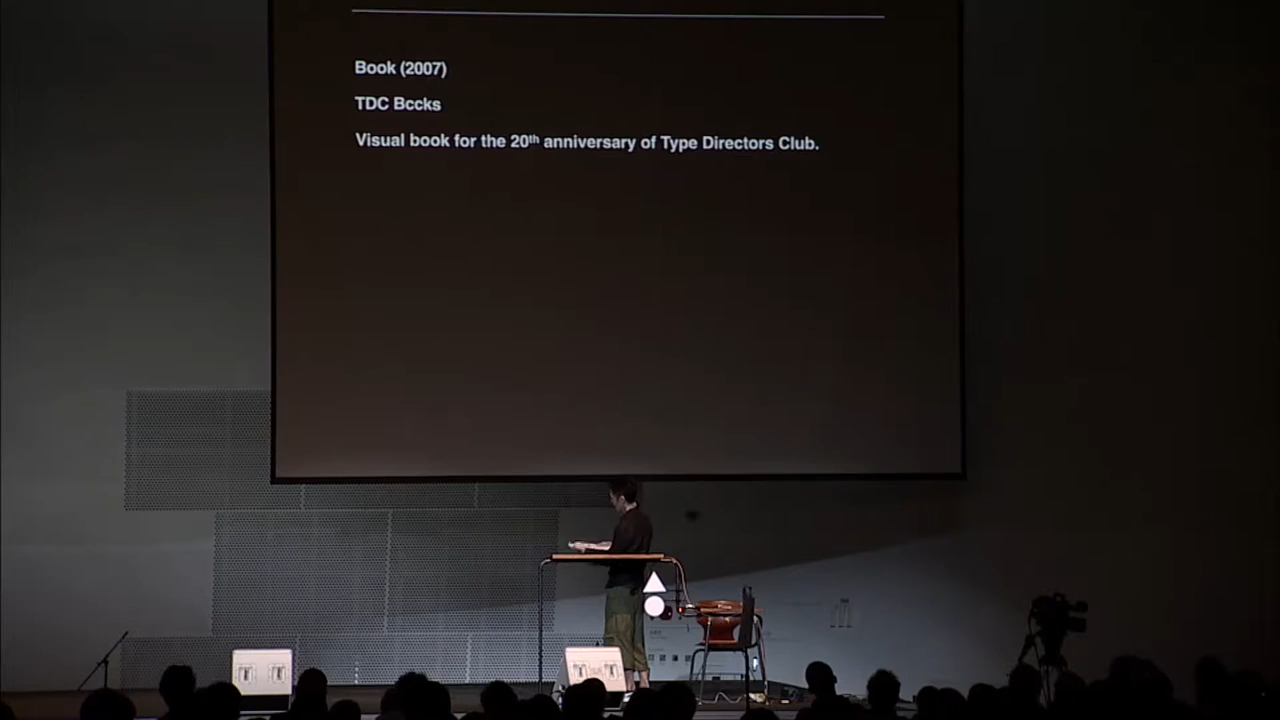 Book (2007)
TDC Bccks
Visual book for the 20th anniversary of Type Directors Club.